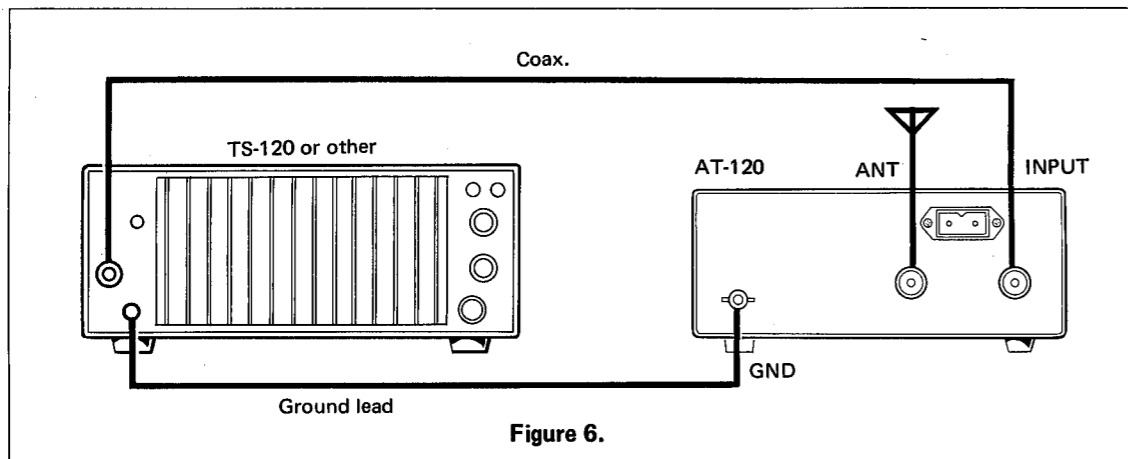 Coax.
TS-120 or other
AT-120
ANT
INPUT
GND
Ground lead
Figure 6.